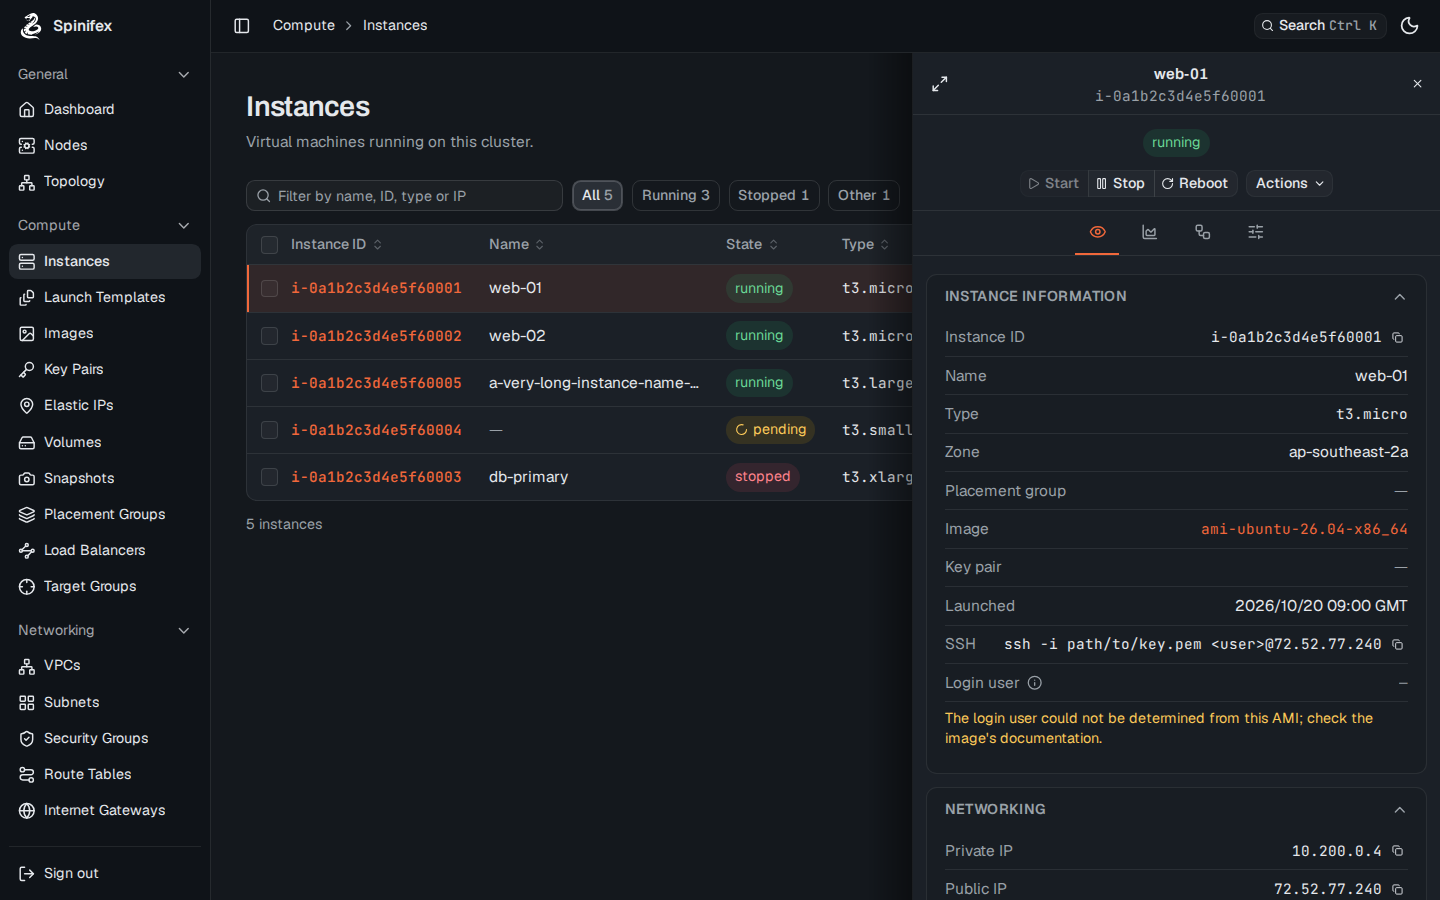 Spinifex
General
Dashboard
Nodes
Topology
Compute
Instances
Launch Templates
Images
Key Pairs
Elastic IPs
Volumes
Snapshots
Placement Groups
Load Balancers
Target Groups
Networking
VPCs
Subnets
Security Groups
Route Tables
Internet Gateways
Sign out
Compute > Instances
Search Ctrl K
Instances
Virtual machines running on this cluster.
Filter by name, ID, type or IP
All 5
Running 3
Stopped 1
Other 1
Instance ID Name State Type
i-0a1b2c3d4e5f60001 web-01 running t3.micro
i-0a1b2c3d4e5f60002 web-02 running t3.micro
i-0a1b2c3d4e5f60005 a-very-long-instance-name-… running t3.large
i-0a1b2c3d4e5f60004 — pending t3.small
i-0a1b2c3d4e5f60003 db-primary stopped t3.xlarg
5 instances
web-01
i-0a1b2c3d4e5f60001
running
Start Stop Reboot Actions
INSTANCE INFORMATION
Instance ID i-0a1b2c3d4e5f60001
Name web-01
Type t3.micro
Zone ap-southeast-2a
Placement group —
Image ami-ubuntu-26.04-x86_64
Key pair —
Launched 2026/10/20 09:00 GMT
SSH ssh -i path/to/key.pem <user>@72.52.77.240
Login user –
The login user could not be determined from this AMI; check the
image's documentation.
NETWORKING
Private IP 10.200.0.4
Public IP 72.52.77.240